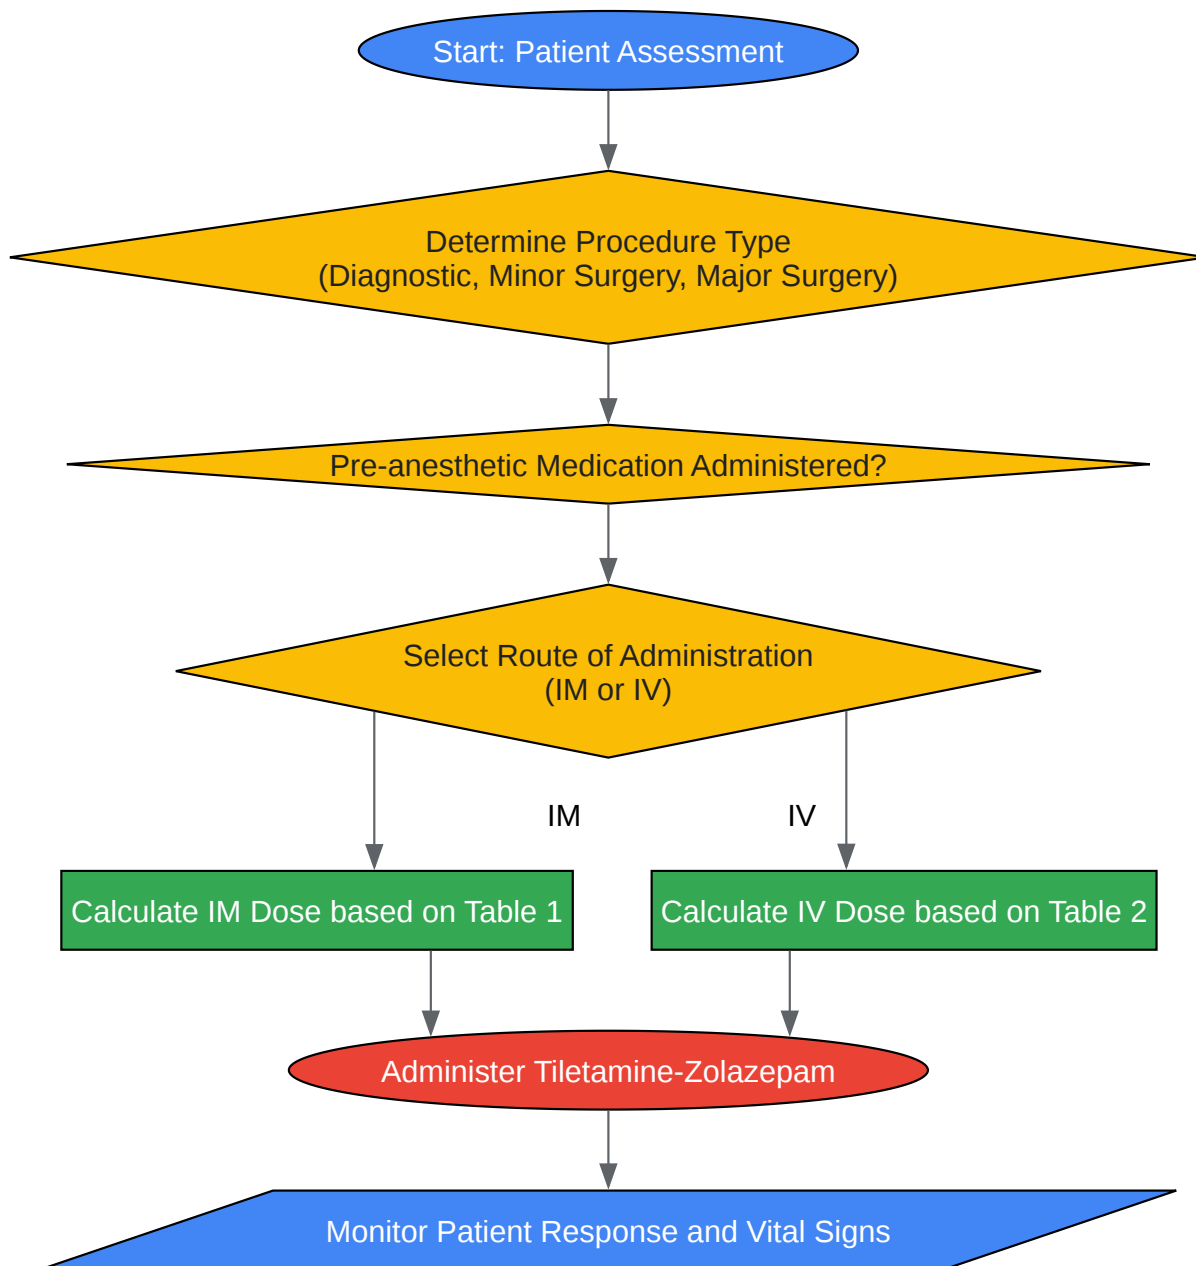 Start: Patient Assessment
Determine Procedure Type
(Diagnostic, Minor Surgery, Major Surgery)
Pre-anesthetic Medication Administered?
Select Route of Administration
(IM or IV)
IM
IV
Calculate IM Dose based on Table 1
Calculate IV Dose based on Table 2
Administer Tiletamine-Zolazepam
Monitor Patient Response and Vital Signs